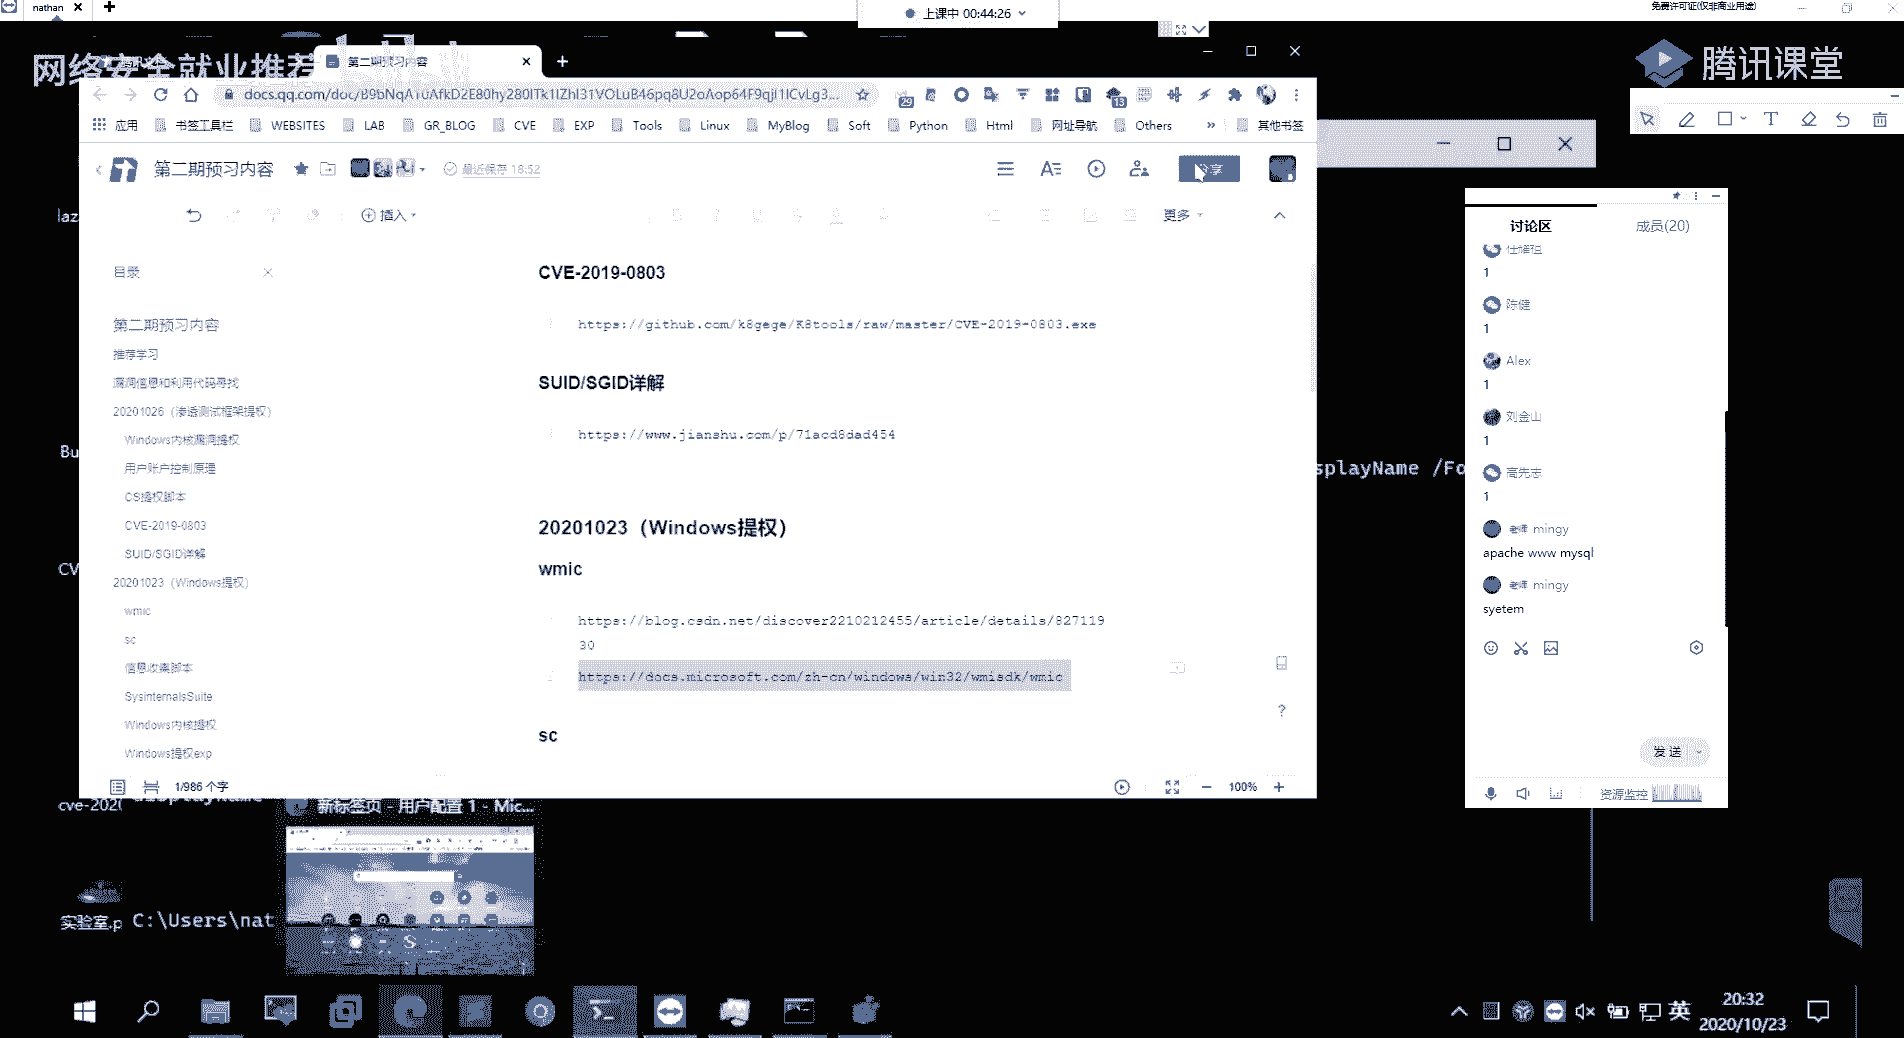 nathan
上课中 00:44:26
免费许可证(仅非商业用途)
网络安全就业推荐
腾讯课堂
第二期预习内容
应用
书签工具栏
WEBSITES
LAB
GR_BLOG
CVE
EXP
Tools
Linux
MyBlog
Soft
Python
Html
网址导航
Others
其他书签
29
13
第二期预习内容
最近保存 18:52
插入
更多
目录
第二期预习内容
推荐学习
漏洞信息和利用代码寻找
20201026（渗透测试框架提权）
Windows内核漏洞提权
用户账户控制原理
CS提权脚本
CVE-2019-0803
SUID/SGID详解
20201023（Windows提权）
wmic
sc
信息收集脚本
SysinternalsSuite
Windows内核提权
Windows提权exp
CVE-2019-0803
https://github.com/k8gege/K8tools/raw/master/CVE-2019-0803.exe
SUID/SGID详解
https://www.jianshu.com/p/71acd8dad454
20201023（Windows提权）
wmic
https://blog.csdn.net/discover2210212455/article/details/827119
30
https://docs.microsoft.com/zh-cn/windows/win32/wmisdk/wmic
sc
1/986 个字
100%
讨论区
成员(20)
1
陈健
1
Alex
1
刘金山
1
高先志
1
老师 mingy
apache www mysql
老师 mingy
syetem
发送
资源监控
laz
Bu
CV
cve-202
splayName /Fo
新标签页 - 用户配置 1 - Mic...
实验室.p
C:\Users\nat
英
20:32
2020/10/23